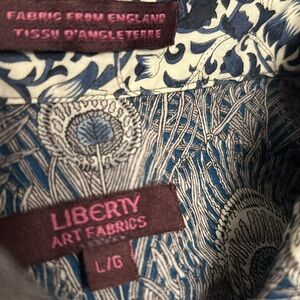 FABRIC FROM ENGLAND
TISSU D'ANGLETERRE
LIBERTY
ART FABRICS
L/G